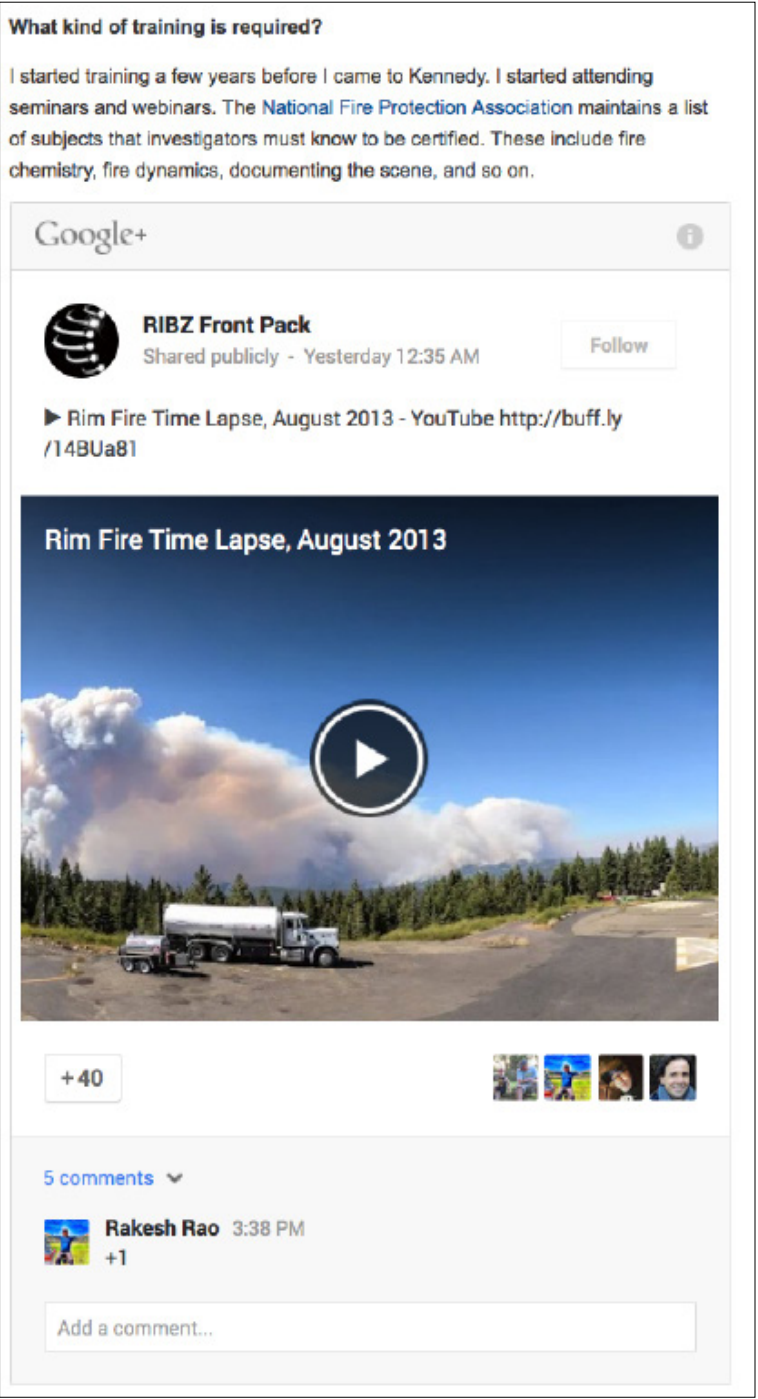 What kind of training is required?
I started training a few years before I came to Kennedy. I started attending
seminars and webinars. The National Fire Protection Association maintains a list
of subjects that investigators must know to be certified. These include fire
chemistry, fire dynamics, documenting the scene, and so on.
Google+
RIBZ Front Pack
Shared publicly - Yesterday 12:35 AM
Follow
Rim Fire Time Lapse, August 2013 - YouTube http://buff.ly
/14BUa81
Rim Fire Time Lapse, August 2013
+40
5 comments
Rakesh Rao 3:38 PM
+1
Add a comment...